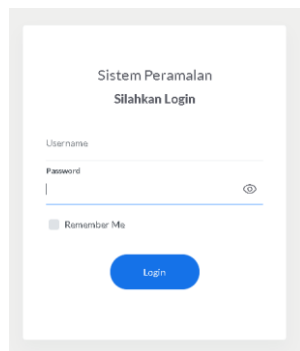 Sistem Peramalan
Silahkan Login
Username
Password
Remember Me
Login